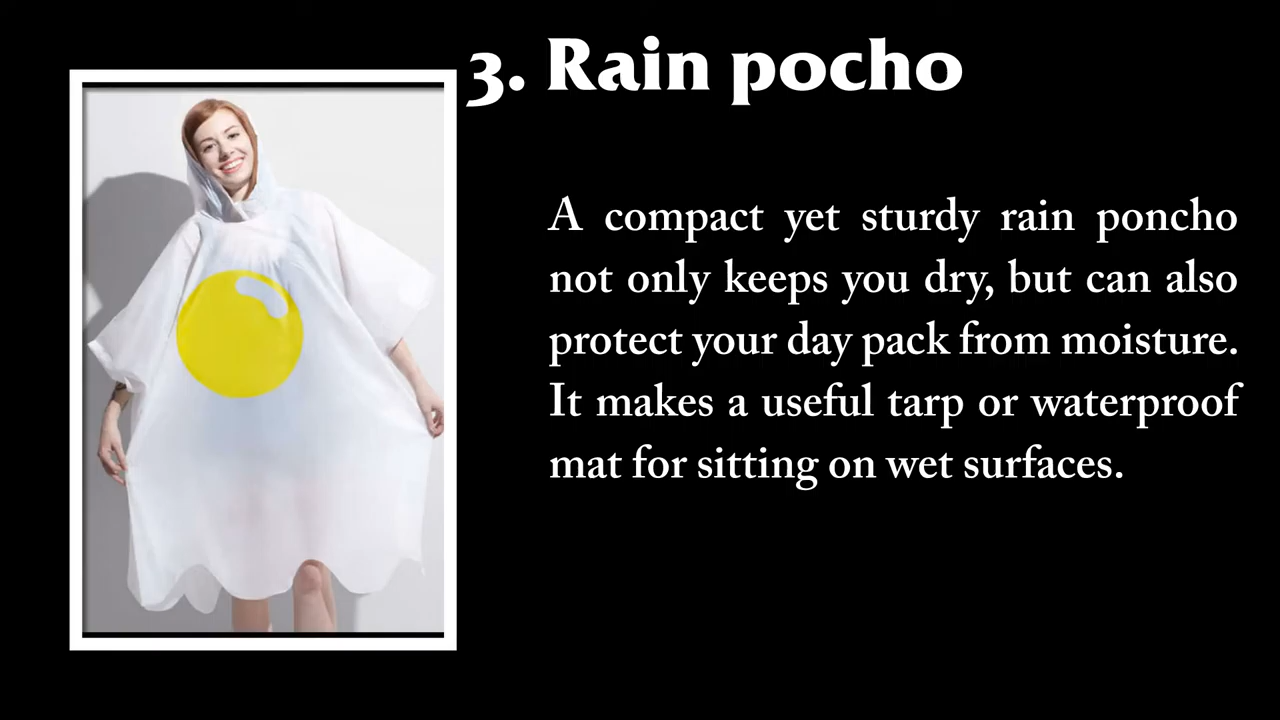 3. Rain pocho
A compact yet sturdy rain poncho
not only keeps you dry, but can also
protect your day pack from moisture.
It makes a useful tarp or waterproof
mat for sitting on wet surfaces.